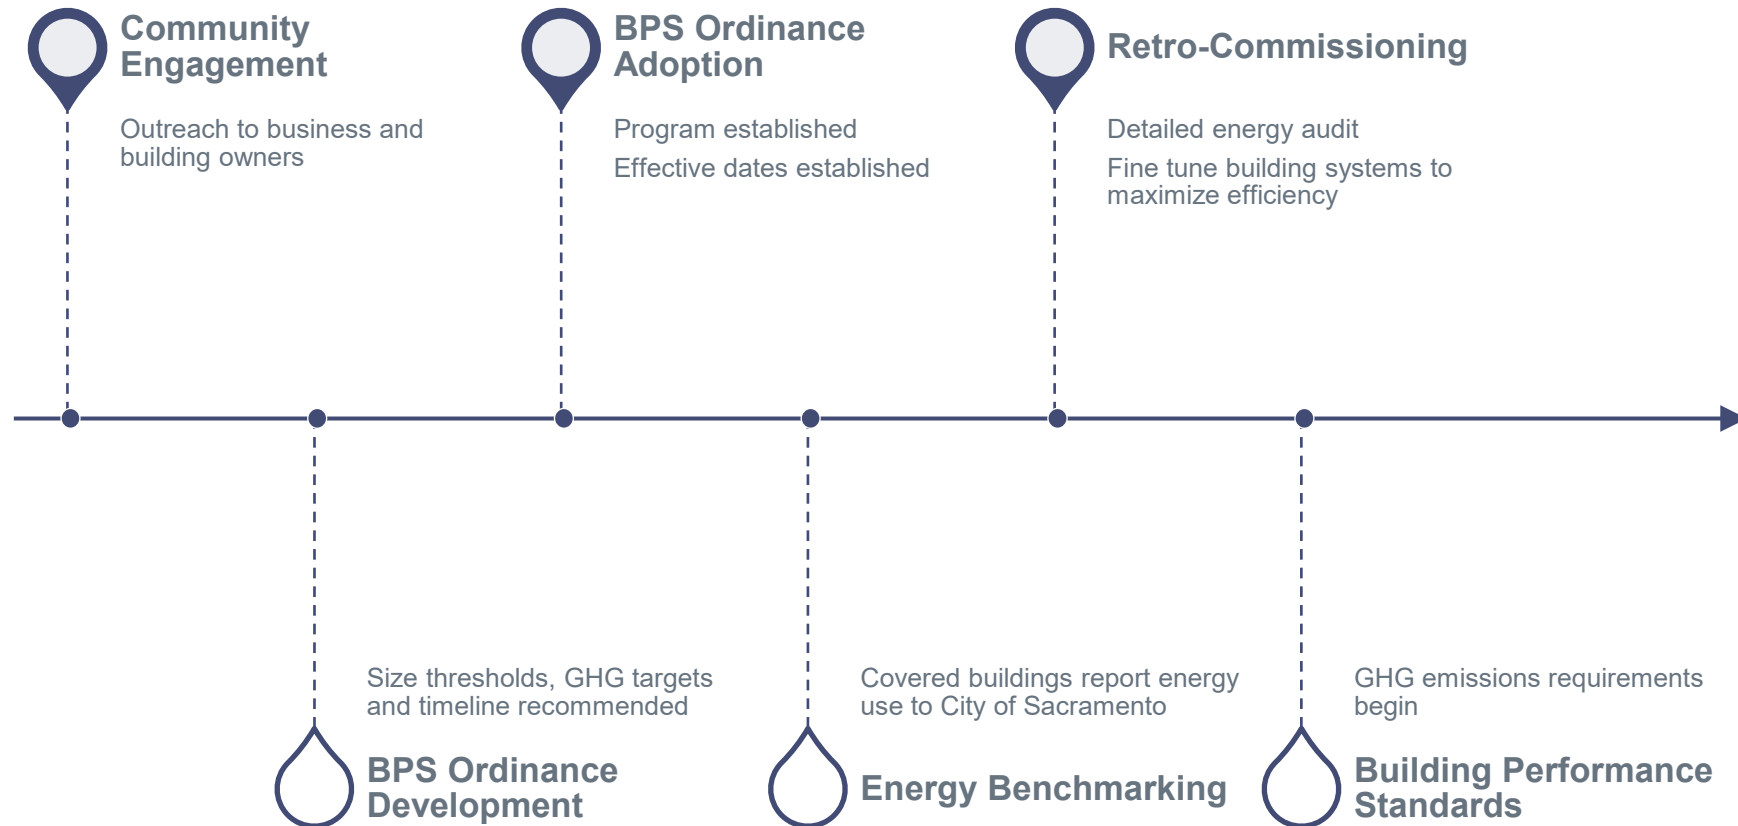 Community
Engagement
Outreach to business and
building owners
BPS Ordinance
Adoption
Program established
Effective dates established
Retro-Commissioning
Detailed energy audit
Fine tune building systems to
maximize efficiency
Size thresholds, GHG targets
and timeline recommended
BPS Ordinance
Development
Covered buildings report energy
use to City of Sacramento
Energy Benchmarking
GHG emissions requirements
begin
Building Performance
Standards